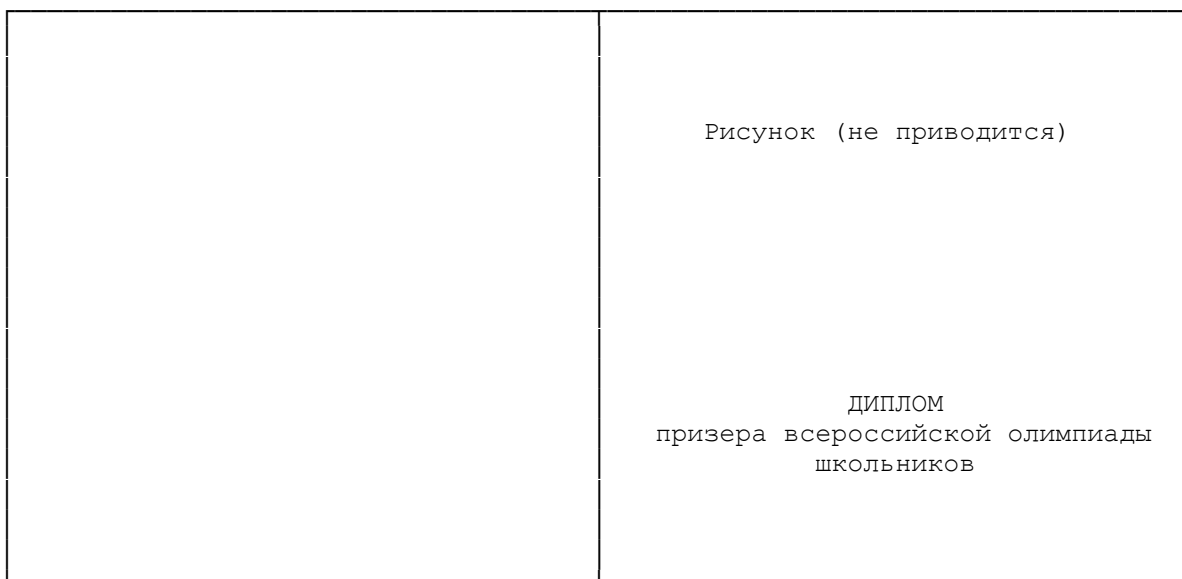 Рисунок (не приводится)
ДИПЛОМ
призера всероссийской олимпиады
школьников